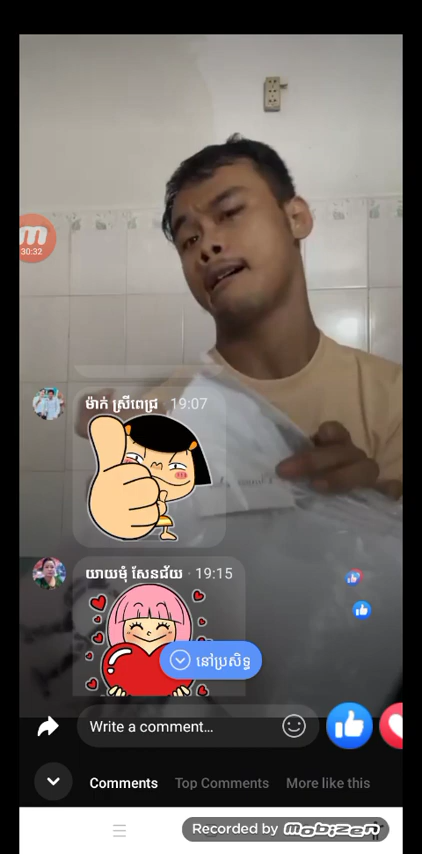 30:32
ម៉ាក់ ស្រីពេជ្រ · 19:07
យាយមុំ សែនជ័យ · 19:15
នៅប្រសិទ្ធ
Write a comment...
Comments Top Comments More like this
Recorded by mobizen